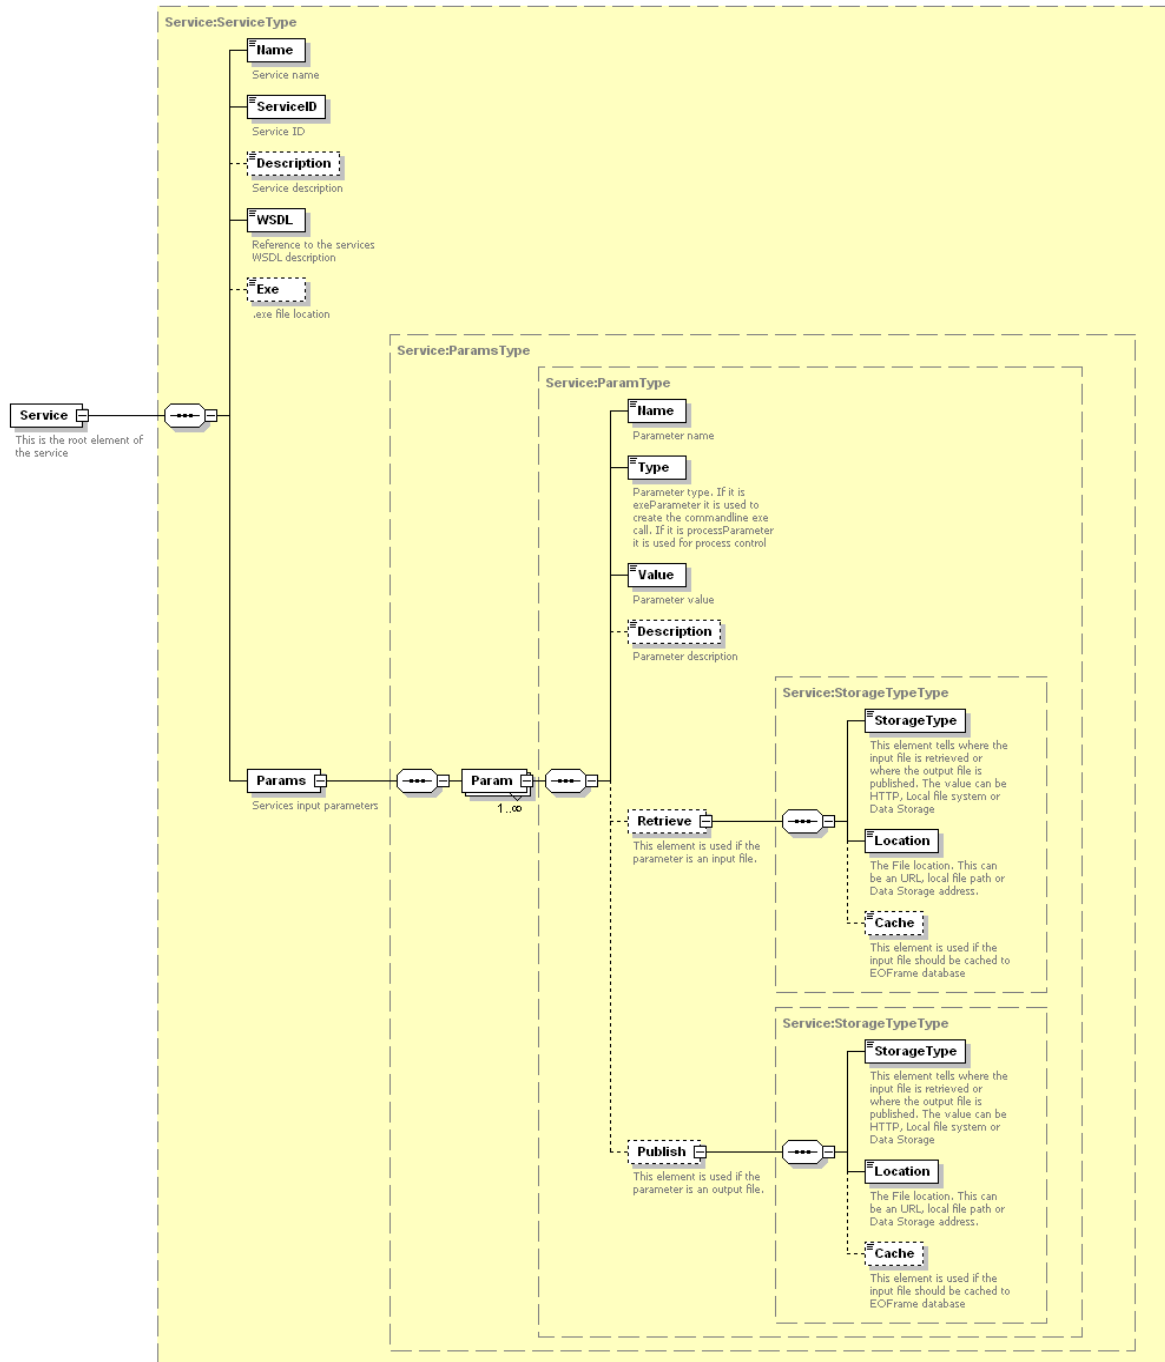 Service:ServiceType
Name
Service name
ServiceID
Service ID
Description
Service description
WSDL
Reference to the services
WSDL description
Exe
.exe file location
Service:ParamsType
Service:ParamType
Service
This is the root element of
the service
Name
Parameter name
Type
Parameter type. If it is
exeParameter it is used to
create the commandline exe
call. If it is processParameter
it is used for process control
Value
Parameter value
Description
Parameter description
Params
Services input parameters
Param
1..∞
Retrieve
This element is used if the
parameter is an input file.
Service:StorageTypeType
StorageType
This element tells where the
input file is retrieved or
where the output file is
published. The value can be
HTTP, Local file system or
Data Storage
Location
The File location. This can
be an URL, local file path or
Data Storage address.
Cache
This element is used if the
input file should be cached to
EOFrame database
Publish
This element is used if the
parameter is an output file.
Service:StorageTypeType
StorageType
This element tells where the
input file is retrieved or
where the output file is
published. The value can be
HTTP, Local file system or
Data Storage
Location
The File location. This can
be an URL, local file path or
Data Storage address.
Cache
This element is used if the
input file should be cached to
EOFrame database